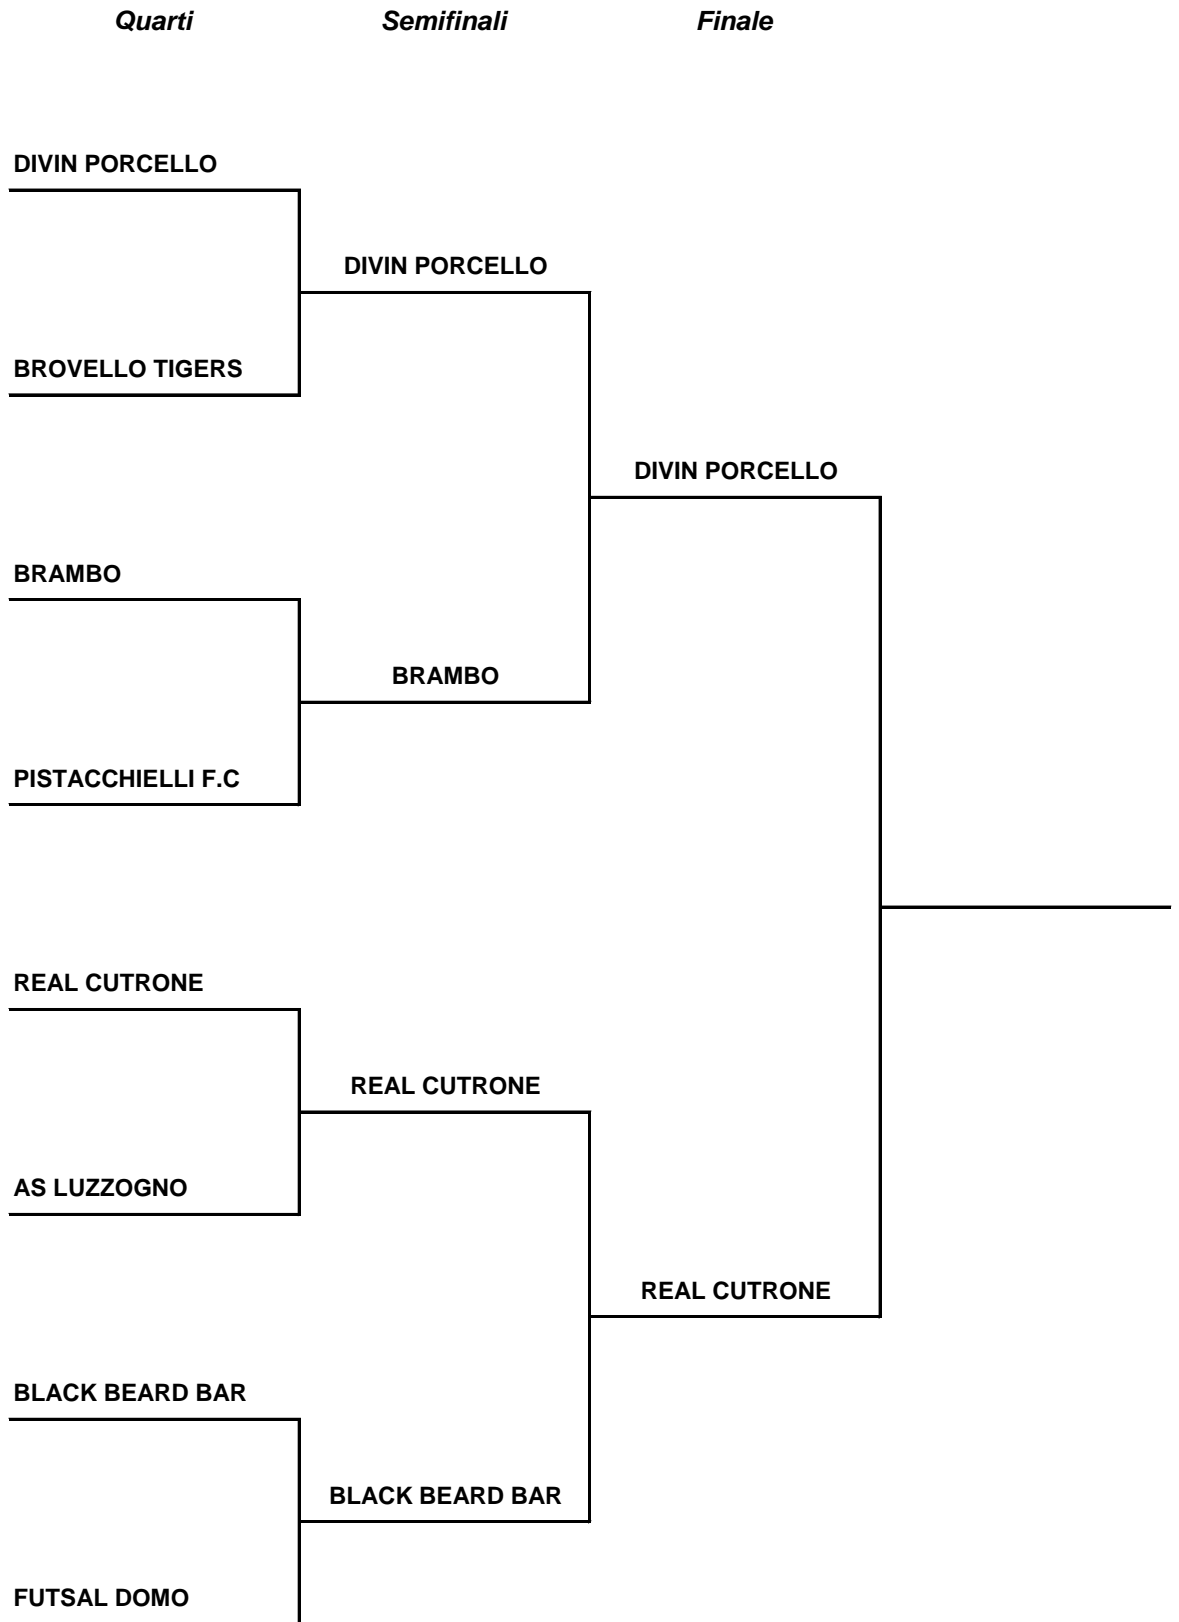 Quarti Semifinali Finale
DIVIN PORCELLO
DIVIN PORCELLO
BROVELLO TIGERS
DIVIN PORCELLO
BRAMBO
BRAMBO
PISTACCHIELLI F.C
REAL CUTRONE
REAL CUTRONE
AS LUZZOGNO
REAL CUTRONE
BLACK BEARD BAR
BLACK BEARD BAR
FUTSAL DOMO